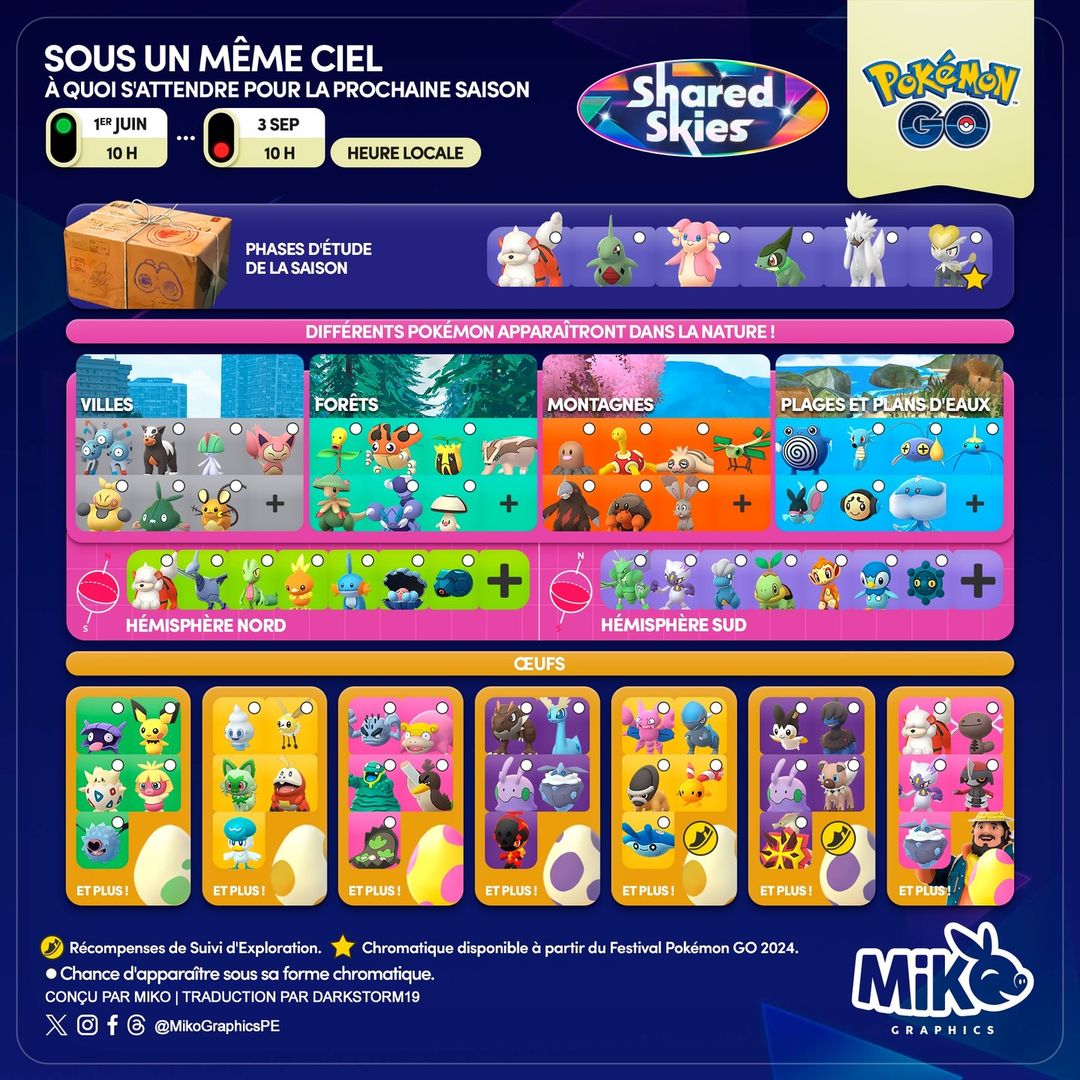 SOUS UN MÊME CIEL
À QUOI S'ATTENDRE POUR LA PROCHAINE SAISON
1ER JUIN
10 H
...
3 SEP
10 H
HEURE LOCALE
Shared
Skies
POKÉMON
GO
PHASES D'ÉTUDE
DE LA SAISON
DIFFÉRENTS POKÉMON APPARAÎTRONT DANS LA NATURE !
VILLES
FORÊTS
MONTAGNES
PLAGES ET PLANS D'EAUX
+
+
+
+
N
S
+
HÉMISPHÈRE NORD
N
S
+
HÉMISPHÈRE SUD
ŒUFS
ET PLUS !
ET PLUS !
ET PLUS !
ET PLUS !
ET PLUS !
ET PLUS !
ET PLUS !
Récompenses de Suivi d'Exploration.
Chromatique disponible à partir du Festival Pokémon GO 2024.
Chance d'apparaître sous sa forme chromatique.
CONÇU PAR MIKO | TRADUCTION PAR DARKSTORM19
@MikoGraphicsPE
MiKO
GRAPHICS